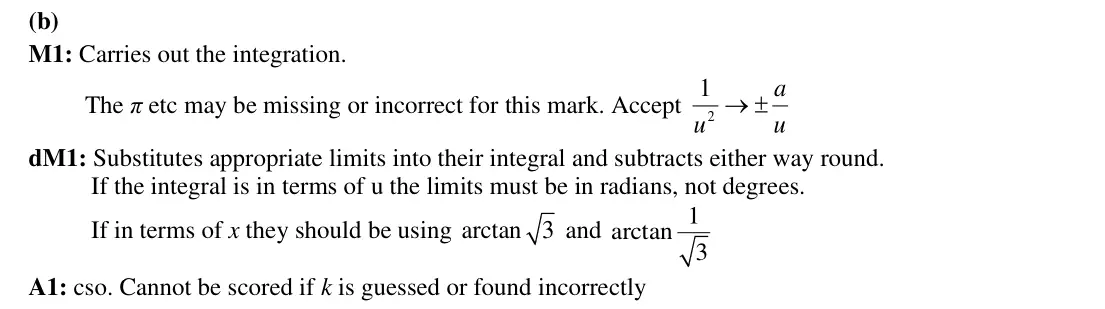 (b)
M1: Carries out the integration.
The π etc may be missing or incorrect for this mark. Accept 1/u² → ± a/u
dM1: Substitutes appropriate limits into their integral and subtracts either way round.
If the integral is in terms of u the limits must be in radians, not degrees.
If in terms of x they should be using arctan √3 and arctan 1/√3
A1: cso. Cannot be scored if k is guessed or found incorrectly